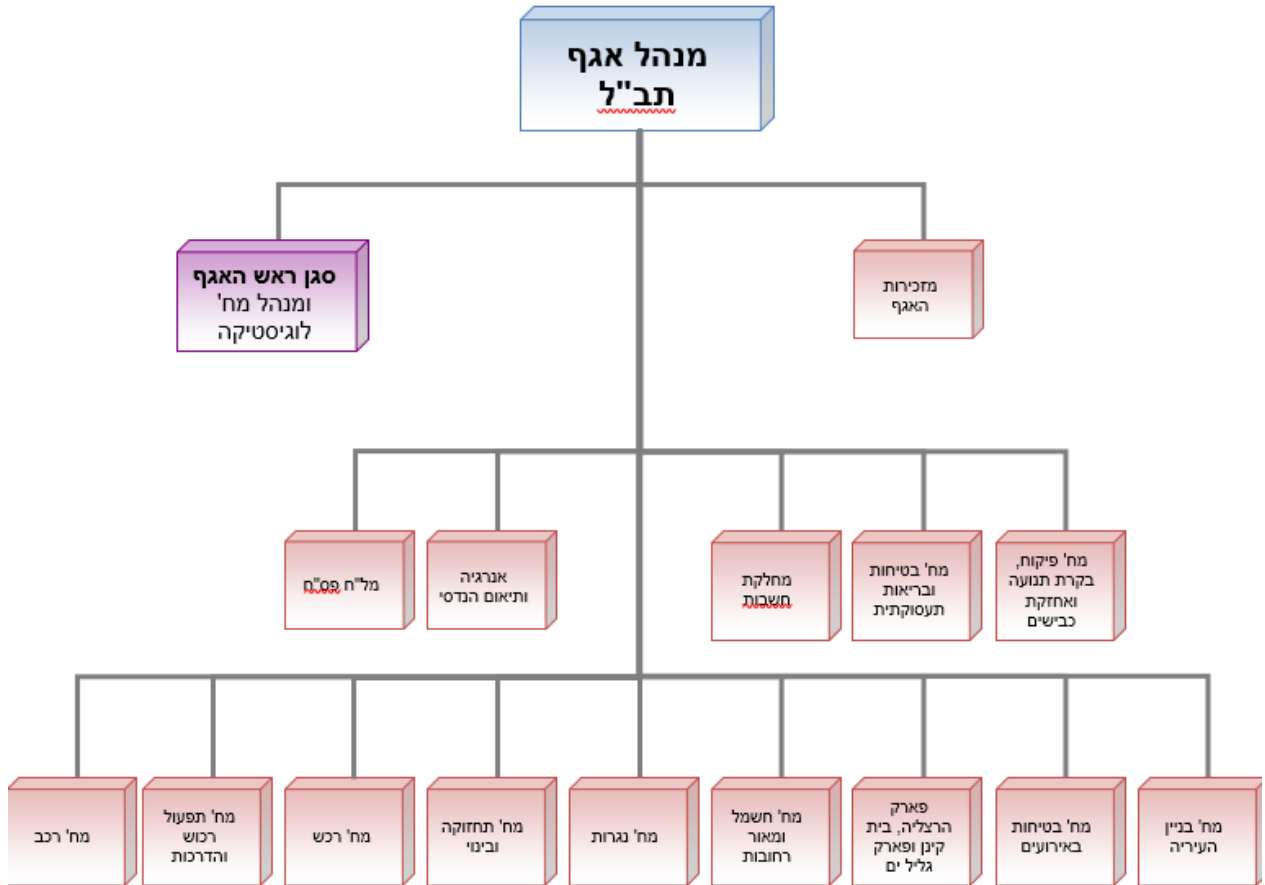 מנהל אגף
תב"ל
מזכירות
האגף
סגן ראש האגף
ומנהל מח'
לוגיסטיקה
מח' פיקוח,
בקרת תנועה
ואחזקת
כבישים
מח' בטיחות
ובריאות
תעסוקתית
מחלקת
חשבות
אנרגיה
ותיאום הנדסי
מל"ח פס"ח
מח' בניין
העיריה
מח' בטיחות
באירועים
פארק
הרצליה, בית
קינן ופארק
גליל ים
מח' חשמל
ומאור
רחובות
מח' נגרות
מח' תחזוקה
ובינוי
מח' רכש
מח' תפעול
רכוש
והדרכות
מח' רכב